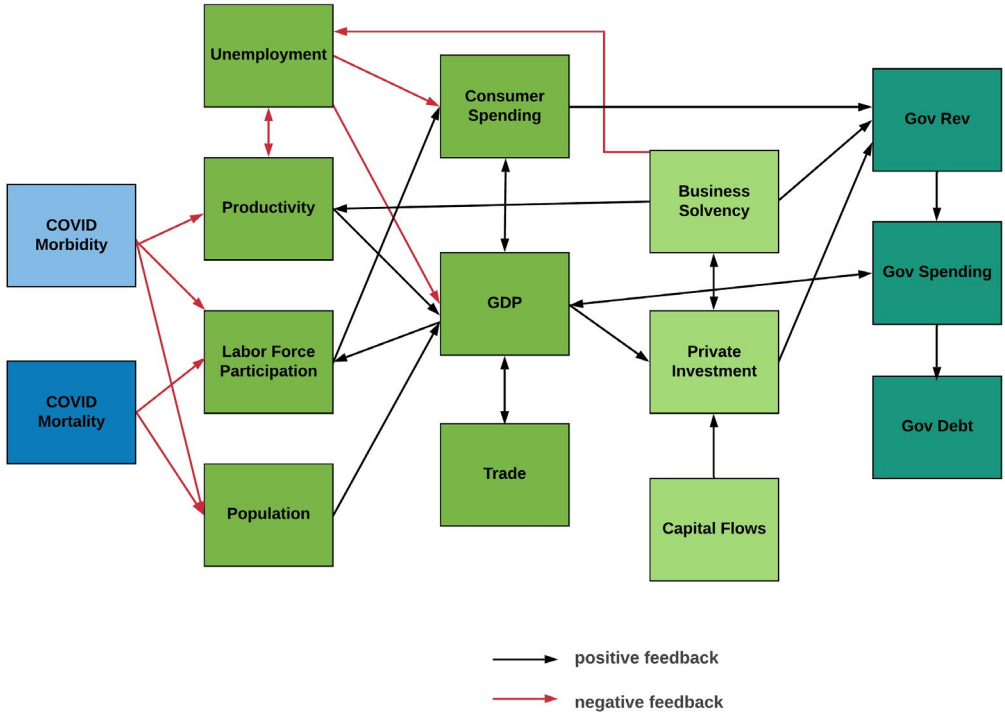 Unemployment
Consumer
Spending
Gov Rev
Productivity
Business
Solvency
COVID
Morbidity
GDP
Gov Spending
Labor Force
Participation
Private
Investment
COVID
Mortality
Gov Debt
Trade
Population
Capital Flows
positive feedback
negative feedback